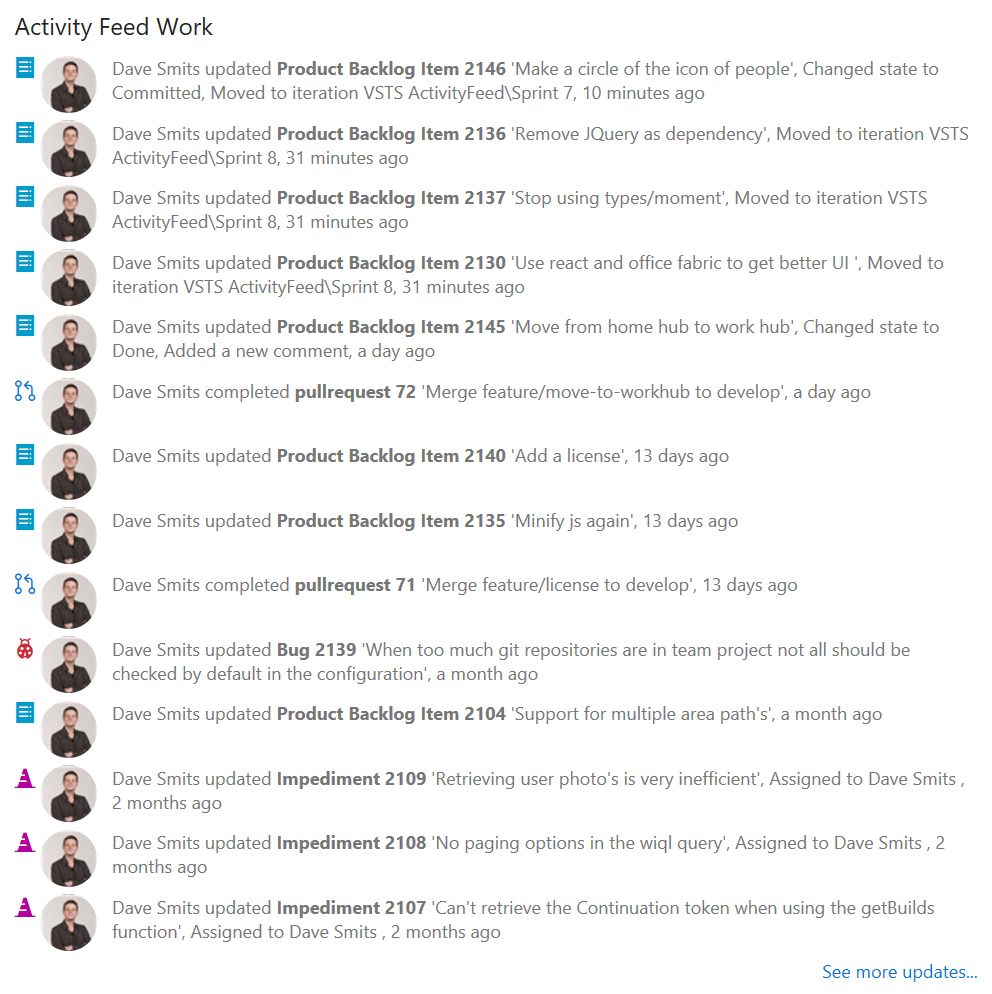 Activity Feed Work
Dave Smits updated Product Backlog Item 2146 'Make a circle of the icon of people', Changed state to
Committed, Moved to iteration VSTS ActivityFeed\Sprint 7, 10 minutes ago
Dave Smits updated Product Backlog Item 2136 'Remove JQuery as dependency', Moved to iteration VSTS
ActivityFeed\Sprint 8, 31 minutes ago
Dave Smits updated Product Backlog Item 2137 'Stop using types/moment', Moved to iteration VSTS
ActivityFeed\Sprint 8, 31 minutes ago
Dave Smits updated Product Backlog Item 2130 'Use react and office fabric to get better UI ', Moved to
iteration VSTS ActivityFeed\Sprint 8, 31 minutes ago
Dave Smits updated Product Backlog Item 2145 'Move from home hub to work hub', Changed state to
Done, Added a new comment, a day ago
Dave Smits completed pullrequest 72 'Merge feature/move-to-workhub to develop', a day ago
Dave Smits updated Product Backlog Item 2140 'Add a license', 13 days ago
Dave Smits updated Product Backlog Item 2135 'Minify js again', 13 days ago
Dave Smits completed pullrequest 71 'Merge feature/license to develop', 13 days ago
Dave Smits updated Bug 2139 'When too much git repositories are in team project not all should be
checked by default in the configuration', a month ago
Dave Smits updated Product Backlog Item 2104 'Support for multiple area path's', a month ago
Dave Smits updated Impediment 2109 'Retrieving user photo's is very inefficient', Assigned to Dave Smits ,
2 months ago
Dave Smits updated Impediment 2108 'No paging options in the wiql query', Assigned to Dave Smits , 2
months ago
Dave Smits updated Impediment 2107 'Can't retrieve the Continuation token when using the getBuilds
function', Assigned to Dave Smits , 2 months ago
See more updates...